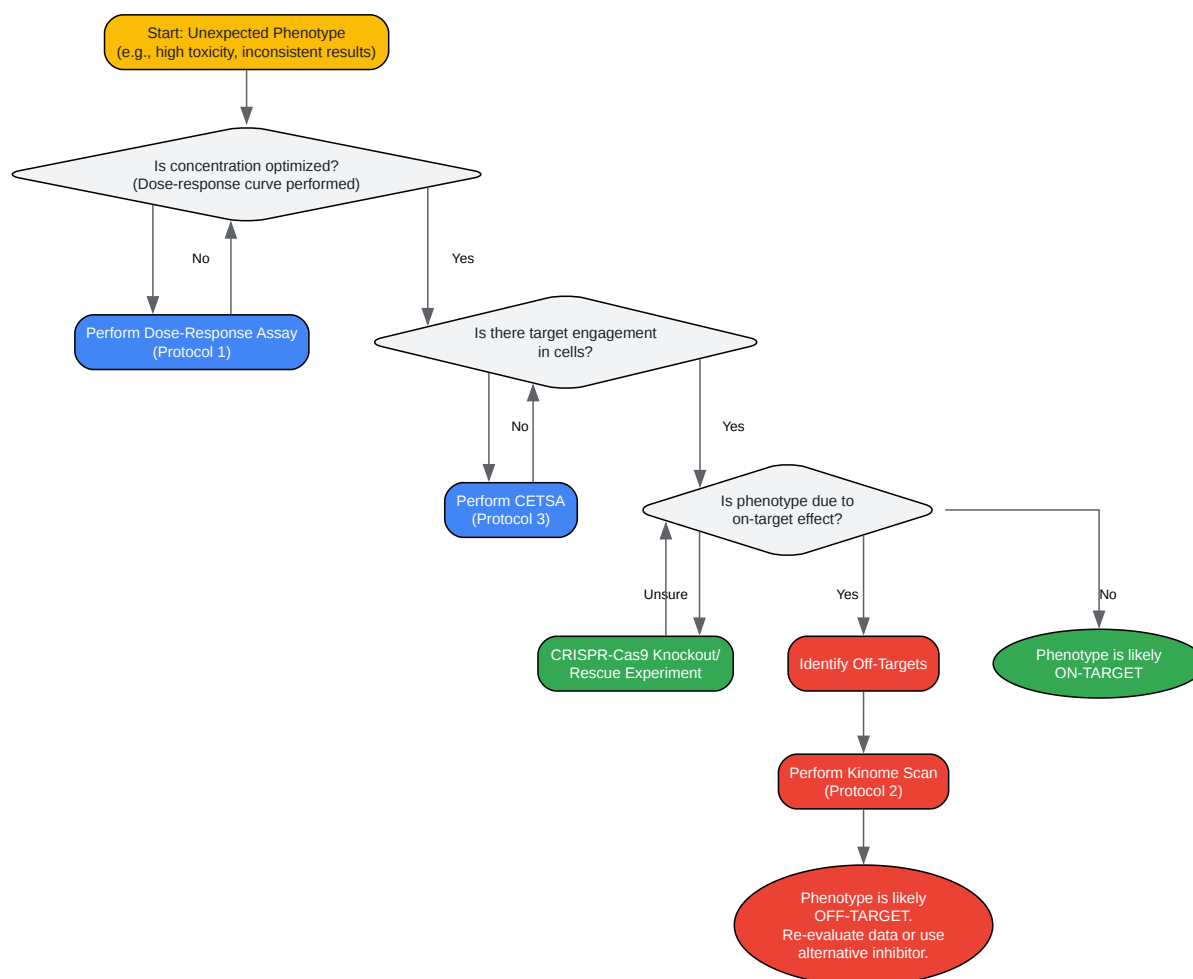 Start: Unexpected Phenotype
(e.g., high toxicity, inconsistent results)
Is concentration optimized?
(Dose-response curve performed)
No
Yes
Perform Dose-Response Assay
(Protocol 1)
Is there target engagement
in cells?
No
Yes
Perform CETSA
(Protocol 3)
Is phenotype due to
on-target effect?
Unsure
Yes
No
CRISPR-Cas9 Knockout/
Rescue Experiment
Identify Off-Targets
Phenotype is likely
ON-TARGET
Perform Kinome Scan
(Protocol 2)
Phenotype is likely
OFF-TARGET.
Re-evaluate data or use
alternative inhibitor.